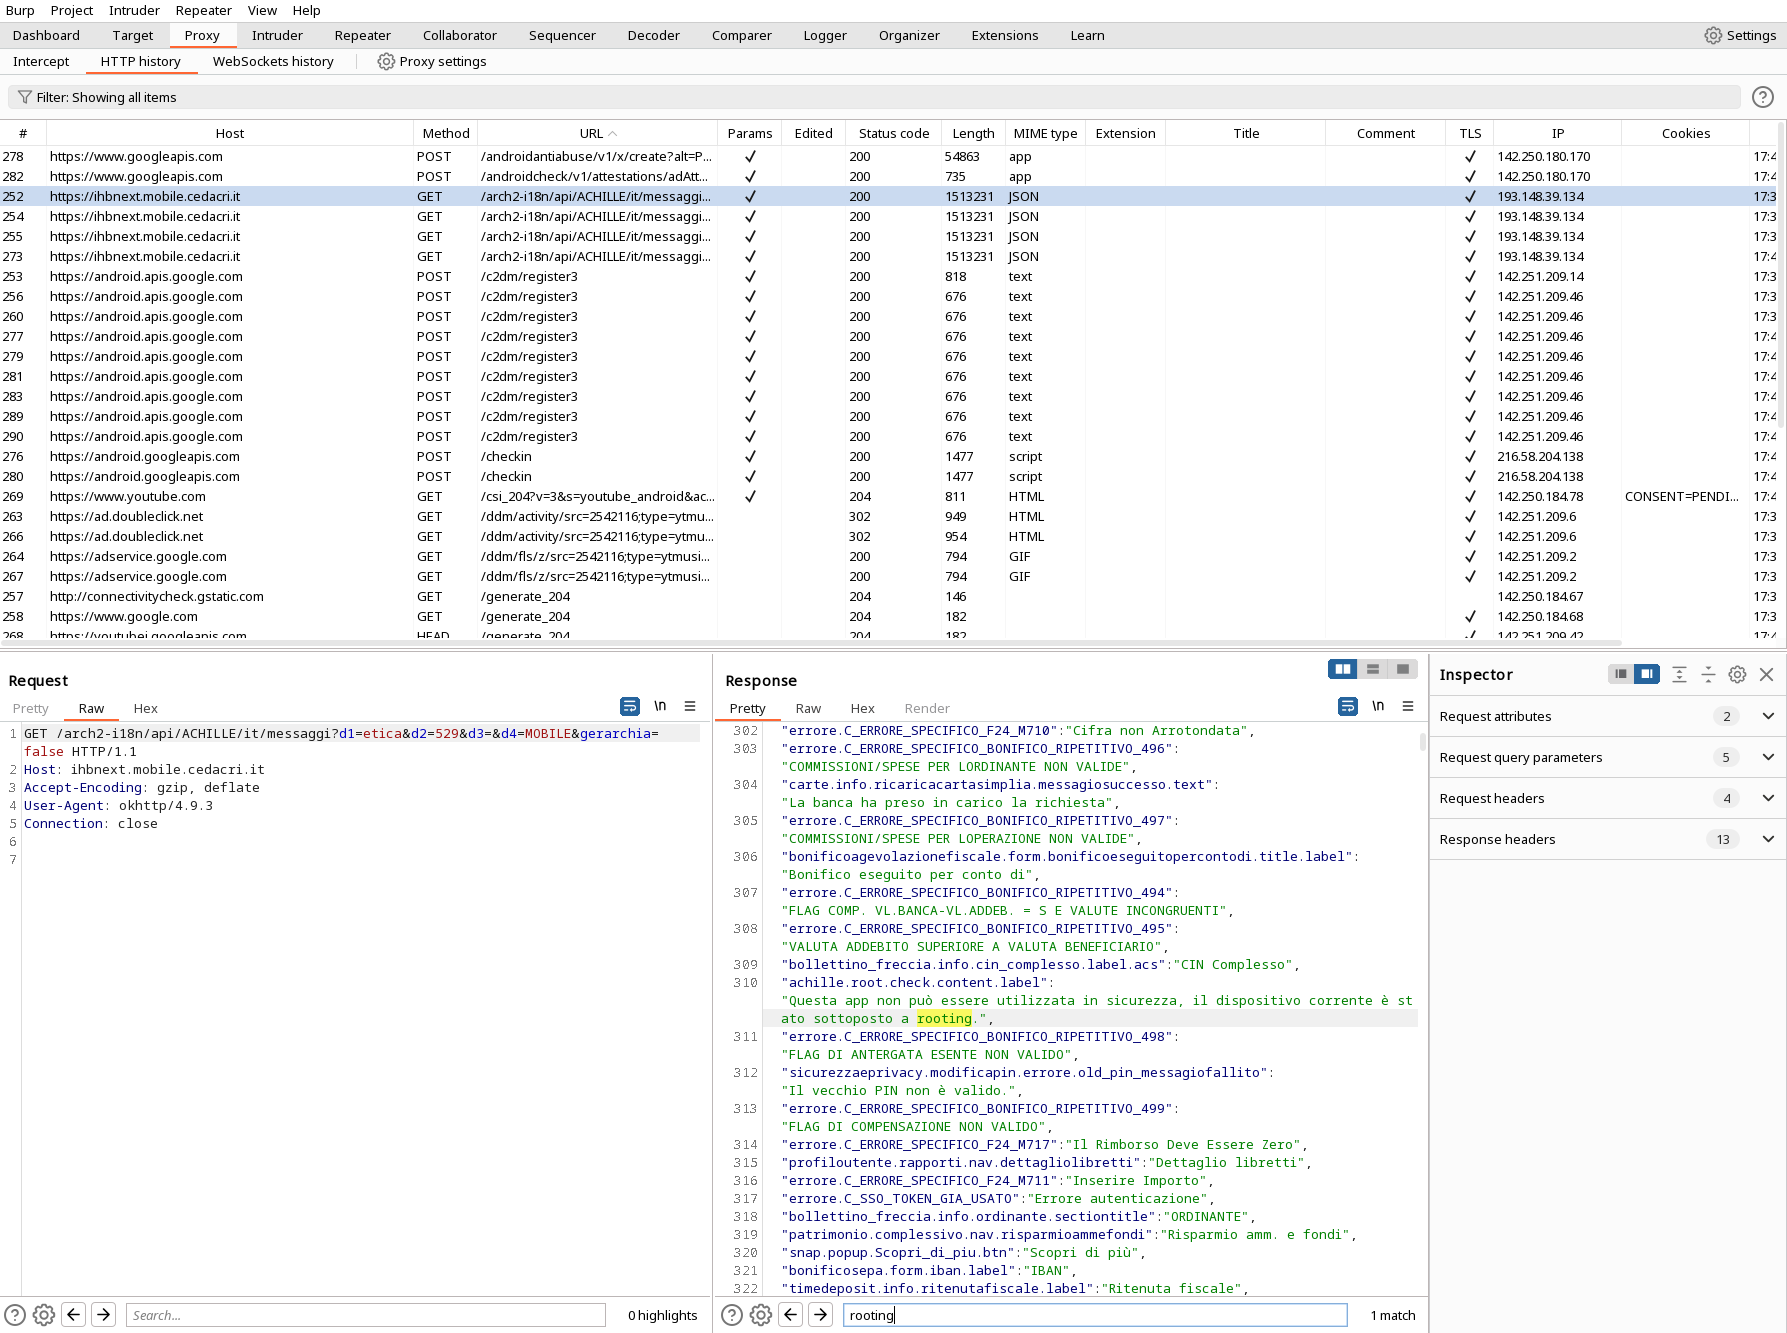 Burp Project Intruder Repeater View Help
Dashboard Target Proxy Intruder Repeater Collaborator Sequencer Decoder Comparer Logger Organizer Extensions Learn Settings
Intercept HTTP history WebSockets history Proxy settings
Filter: Showing all items
# Host Method URL Params Edited Status code Length MIME type Extension Title Comment TLS IP Cookies
278 https://www.googleapis.com POST /androidantiabuse/v1/x/create?alt=P... ✓ 200 54863 app ✓ 142.250.180.170 17:4
282 https://www.googleapis.com POST /androidcheck/v1/attestations/adAtt... ✓ 200 735 app ✓ 142.250.180.170 17:4
252 https://ihbnext.mobile.cedacri.it GET /arch2-i18n/api/ACHILLE/it/messaggi... ✓ 200 1513231 JSON ✓ 193.148.39.134 17:3
254 https://ihbnext.mobile.cedacri.it GET /arch2-i18n/api/ACHILLE/it/messaggi... ✓ 200 1513231 JSON ✓ 193.148.39.134 17:3
255 https://ihbnext.mobile.cedacri.it GET /arch2-i18n/api/ACHILLE/it/messaggi... ✓ 200 1513231 JSON ✓ 193.148.39.134 17:3
273 https://ihbnext.mobile.cedacri.it GET /arch2-i18n/api/ACHILLE/it/messaggi... ✓ 200 1513231 JSON ✓ 193.148.39.134 17:4
253 https://android.apis.google.com POST /c2dm/register3 ✓ 200 818 text ✓ 142.251.209.14 17:3
256 https://android.apis.google.com POST /c2dm/register3 ✓ 200 676 text ✓ 142.251.209.46 17:3
260 https://android.apis.google.com POST /c2dm/register3 ✓ 200 676 text ✓ 142.251.209.46 17:3
277 https://android.apis.google.com POST /c2dm/register3 ✓ 200 676 text ✓ 142.251.209.46 17:4
279 https://android.apis.google.com POST /c2dm/register3 ✓ 200 676 text ✓ 142.251.209.46 17:4
281 https://android.apis.google.com POST /c2dm/register3 ✓ 200 676 text ✓ 142.251.209.46 17:4
283 https://android.apis.google.com POST /c2dm/register3 ✓ 200 676 text ✓ 142.251.209.46 17:4
289 https://android.apis.google.com POST /c2dm/register3 ✓ 200 676 text ✓ 142.251.209.46 17:4
290 https://android.apis.google.com POST /c2dm/register3 ✓ 200 676 text ✓ 142.251.209.46 17:4
276 https://android.googleapis.com POST /checkin ✓ 200 1477 script ✓ 216.58.204.138 17:4
280 https://android.googleapis.com POST /checkin ✓ 200 1477 script ✓ 216.58.204.138 17:4
269 https://www.youtube.com GET /csi_204?v=3&s=youtube_android&ac... ✓ 204 811 HTML ✓ 142.250.184.78 CONSENT=PENDI... 17:4
263 https://ad.doubleclick.net GET /ddm/activity/src=2542116;type=ytmu... 302 949 HTML ✓ 142.251.209.6 17:3
266 https://ad.doubleclick.net GET /ddm/activity/src=2542116;type=ytmu... 302 954 HTML ✓ 142.251.209.6 17:3
264 https://adservice.google.com GET /ddm/fls/z/src=2542116;type=ytmusi... 200 794 GIF ✓ 142.251.209.2 17:3
267 https://adservice.google.com GET /ddm/fls/z/src=2542116;type=ytmusi... 200 794 GIF ✓ 142.251.209.2 17:3
257 http://connectivitycheck.gstatic.com GET /generate_204 204 146 142.250.184.67 17:3
258 https://www.google.com GET /generate_204 204 182 ✓ 142.250.184.68 17:3
268 https://youtubei.googleapis.com HEAD /generate_204 204 182 ✓ 142.251.209.42 17:4
Request
Pretty Raw Hex \n
1 GET /arch2-i18n/api/ACHILLE/it/messaggi?d1=etica&d2=529&d3=&d4=MOBILE&gerarchia=
false HTTP/1.1
2 Host: ihbnext.mobile.cedacri.it
3 Accept-Encoding: gzip, deflate
4 User-Agent: okhttp/4.9.3
5 Connection: close
6
7
Search...
0 highlights
Response
Pretty Raw Hex Render \n
302 "errore.C_ERRORE_SPECIFICO_F24_M710":"Cifra non Arrotondata",
303 "errore.C_ERRORE_SPECIFICO_BONIFICO_RIPETITIVO_496":
"COMMISSIONI/SPESE PER LORDINANTE NON VALIDE",
304 "carte.info.ricaricacartasimplia.messagiosuccesso.text":
"La banca ha preso in carico la richiesta",
305 "errore.C_ERRORE_SPECIFICO_BONIFICO_RIPETITIVO_497":
"COMMISSIONI/SPESE PER LOPERAZIONE NON VALIDE",
306 "bonificoagevolazionefiscale.form.bonificoeseguitopercontodi.title.label":
"Bonifico eseguito per conto di",
307 "errore.C_ERRORE_SPECIFICO_BONIFICO_RIPETITIVO_494":
"FLAG COMP. VL.BANCA-VL.ADDEB. = S E VALUTE INCONGRUENTI",
308 "errore.C_ERRORE_SPECIFICO_BONIFICO_RIPETITIVO_495":
"VALUTA ADDEBITO SUPERIORE A VALUTA BENEFICIARIO",
309 "bollettino_freccia.info.cin_complesso.label.acs":"CIN Complesso",
310 "achille.root.check.content.label":
"Questa app non può essere utilizzata in sicurezza, il dispositivo corrente è st
ato sottoposto a rooting.",
311 "errore.C_ERRORE_SPECIFICO_BONIFICO_RIPETITIVO_498":
"FLAG DI ANTERGATA ESENTE NON VALIDO",
312 "sicurezzaeprivacy.modificapin.errore.old_pin_messagiofallito":
"Il vecchio PIN non è valido.",
313 "errore.C_ERRORE_SPECIFICO_BONIFICO_RIPETITIVO_499":
"FLAG DI COMPENSAZIONE NON VALIDO",
314 "errore.C_ERRORE_SPECIFICO_F24_M717":"Il Rimborso Deve Essere Zero",
315 "profiloutente.rapporti.nav.dettagliolibretti":"Dettaglio libretti",
316 "errore.C_ERRORE_SPECIFICO_F24_M711":"Inserire Importo",
317 "errore.C_SSO_TOKEN_GIA_USATO":"Errore autenticazione",
318 "bollettino_freccia.info.ordinante.sectiontitle":"ORDINANTE",
319 "patrimonio.complessivo.nav.risparmioammefondi":"Risparmio amm. e fondi",
320 "snap.popup.Scopri_di_piu.btn":"Scopri di più",
321 "bonificosepa.form.iban.label":"IBAN",
322 "timedeposit.info.ritenutafiscale.label":"Ritenuta fiscale",
rooting
1 match
Inspector
Request attributes 2
Request query parameters 5
Request headers 4
Response headers 13